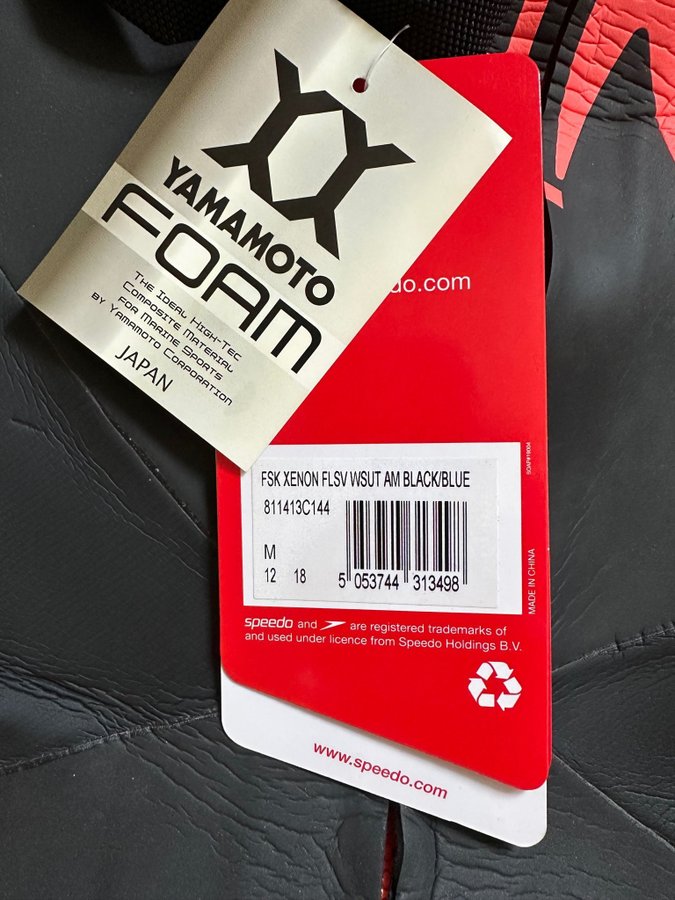 YAMAMOTO
FOAM
The Ideal High-Tec
Composite Material
for Marine Sports
by Yamamoto Corporation
JAPAN
do.com
FSK XENON FLSV WSUT AM BLACK/BLUE
811413C144
M
12 18
5 053744 313498
MADE IN CHINA
speedo and are registered trademarks of
and used under licence from Speedo Holdings B.V.
www.speedo.com